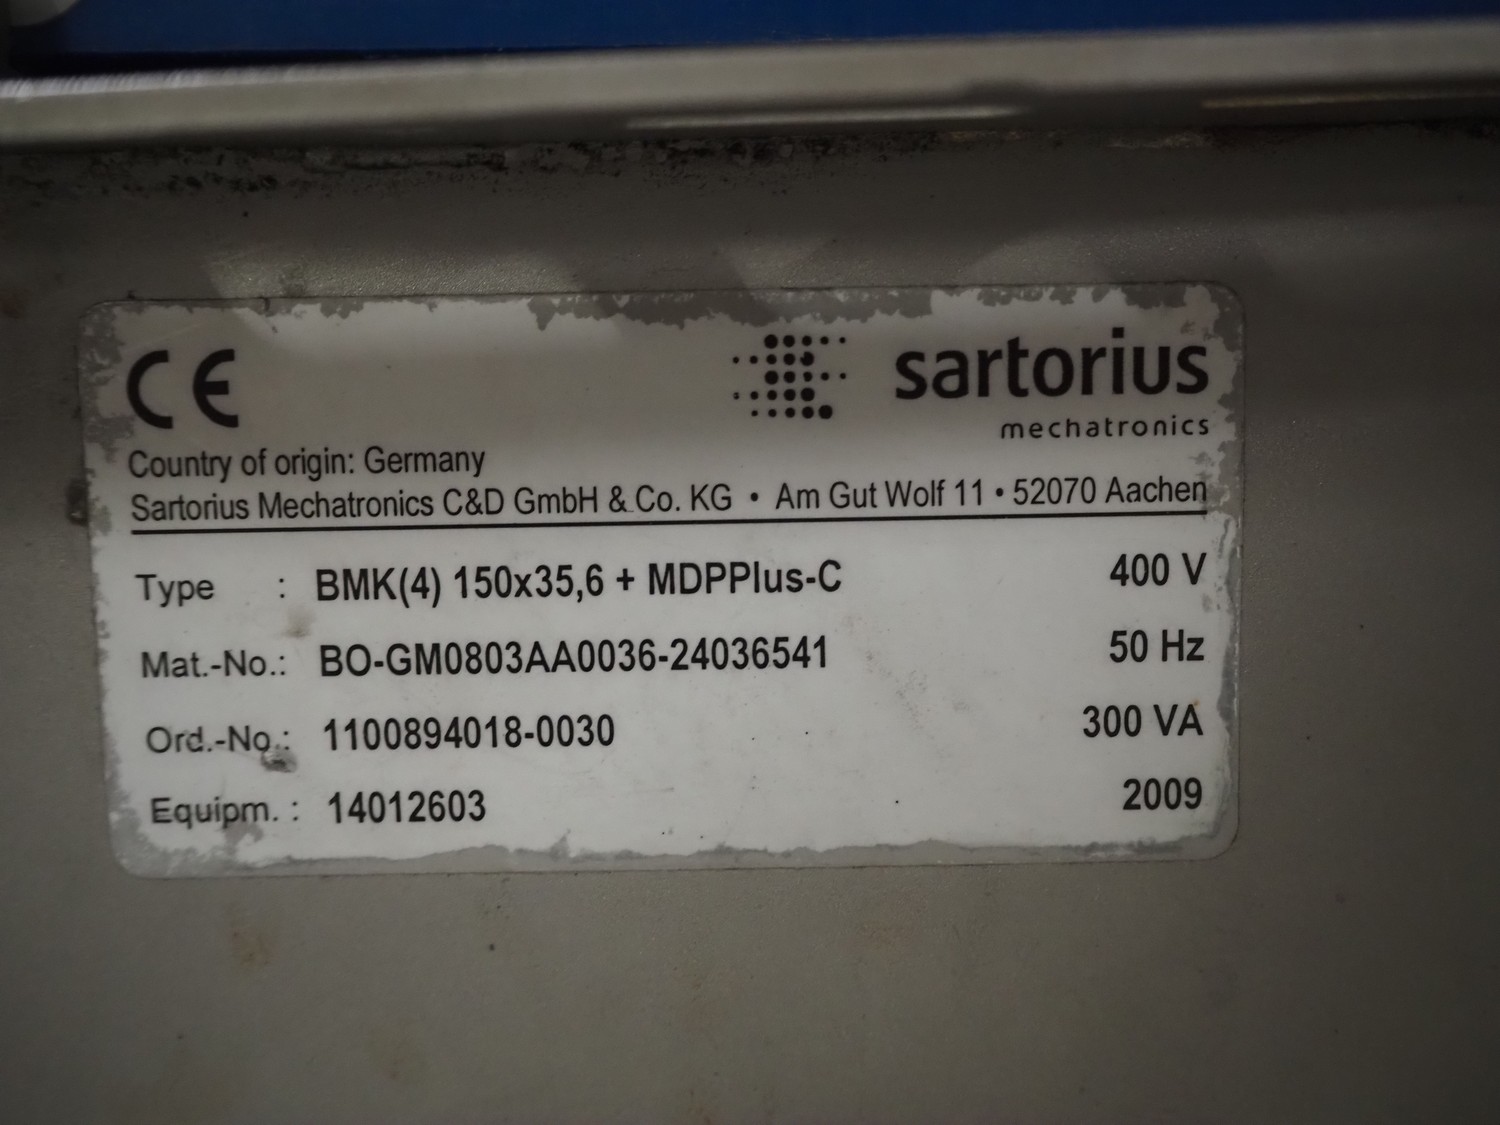 CE
sartorius
mechatronics
Country of origin: Germany
Sartorius Mechatronics C&D GmbH & Co. KG • Am Gut Wolf 11 • 52070 Aachen
Type : BMK(4) 150x35,6 + MDPPlus-C 400 V
Mat.-No.: BO-GM0803AA0036-24036541 50 Hz
Ord.-No.: 1100894018-0030 300 VA
Equipm. : 14012603 2009